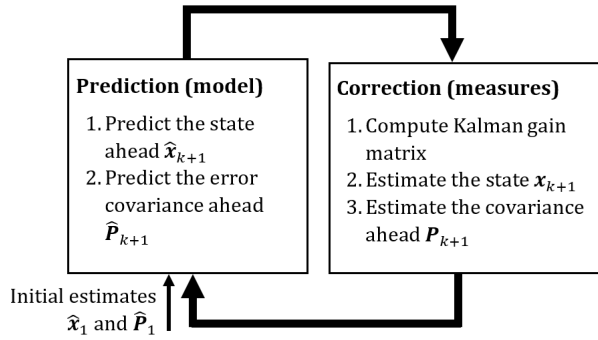 Prediction (model)
1. Predict the state
ahead x̂ₖ₊₁
2. Predict the error
covariance ahead
P̂ₖ₊₁
Correction (measures)
1. Compute Kalman gain
matrix
2. Estimate the state xₖ₊₁
3. Estimate the covariance
ahead Pₖ₊₁
Initial estimates
x̂₁ and P̂₁